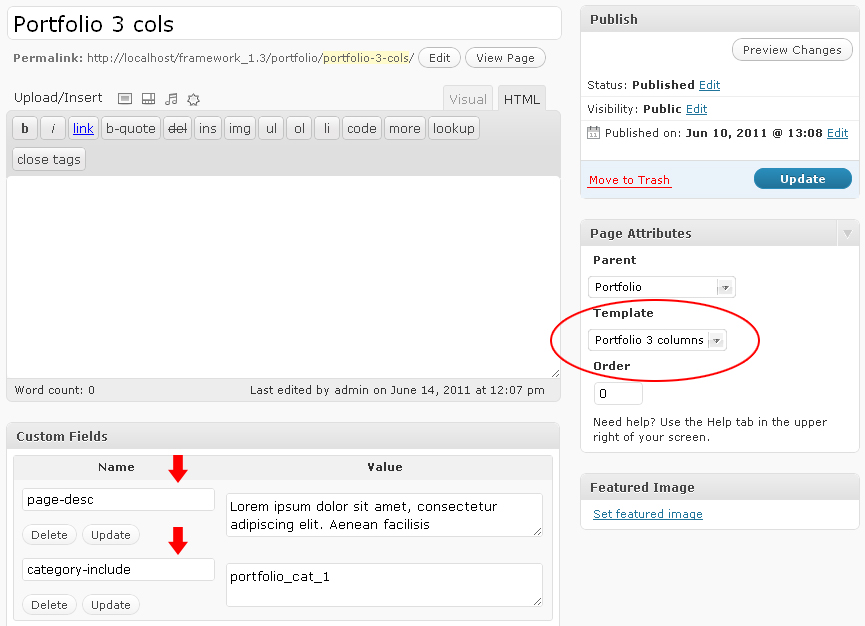 Portfolio 3 cols
Permalink: http://localhost/framework_1.3/portfolio/portfolio-3-cols/ Edit View Page
Upload/Insert Visual HTML
b i link b-quote del ins img ul ol li code more lookup
close tags
Word count: 0 Last edited by admin on June 14, 2011 at 12:07 pm
Custom Fields
Name Value
page-desc
Lorem ipsum dolor sit amet, consectetur
adipiscing elit. Aenean facilisis
Delete Update
category-include
portfolio_cat_1
Delete Update
Publish
Preview Changes
Status: Published Edit
Visibility: Public Edit
11 Published on: Jun 10, 2011 @ 13:08 Edit
Move to Trash Update
Page Attributes
Parent
Portfolio
Template
Portfolio 3 columns
Order
0
Need help? Use the Help tab in the upper
right of your screen.
Featured Image
Set featured image